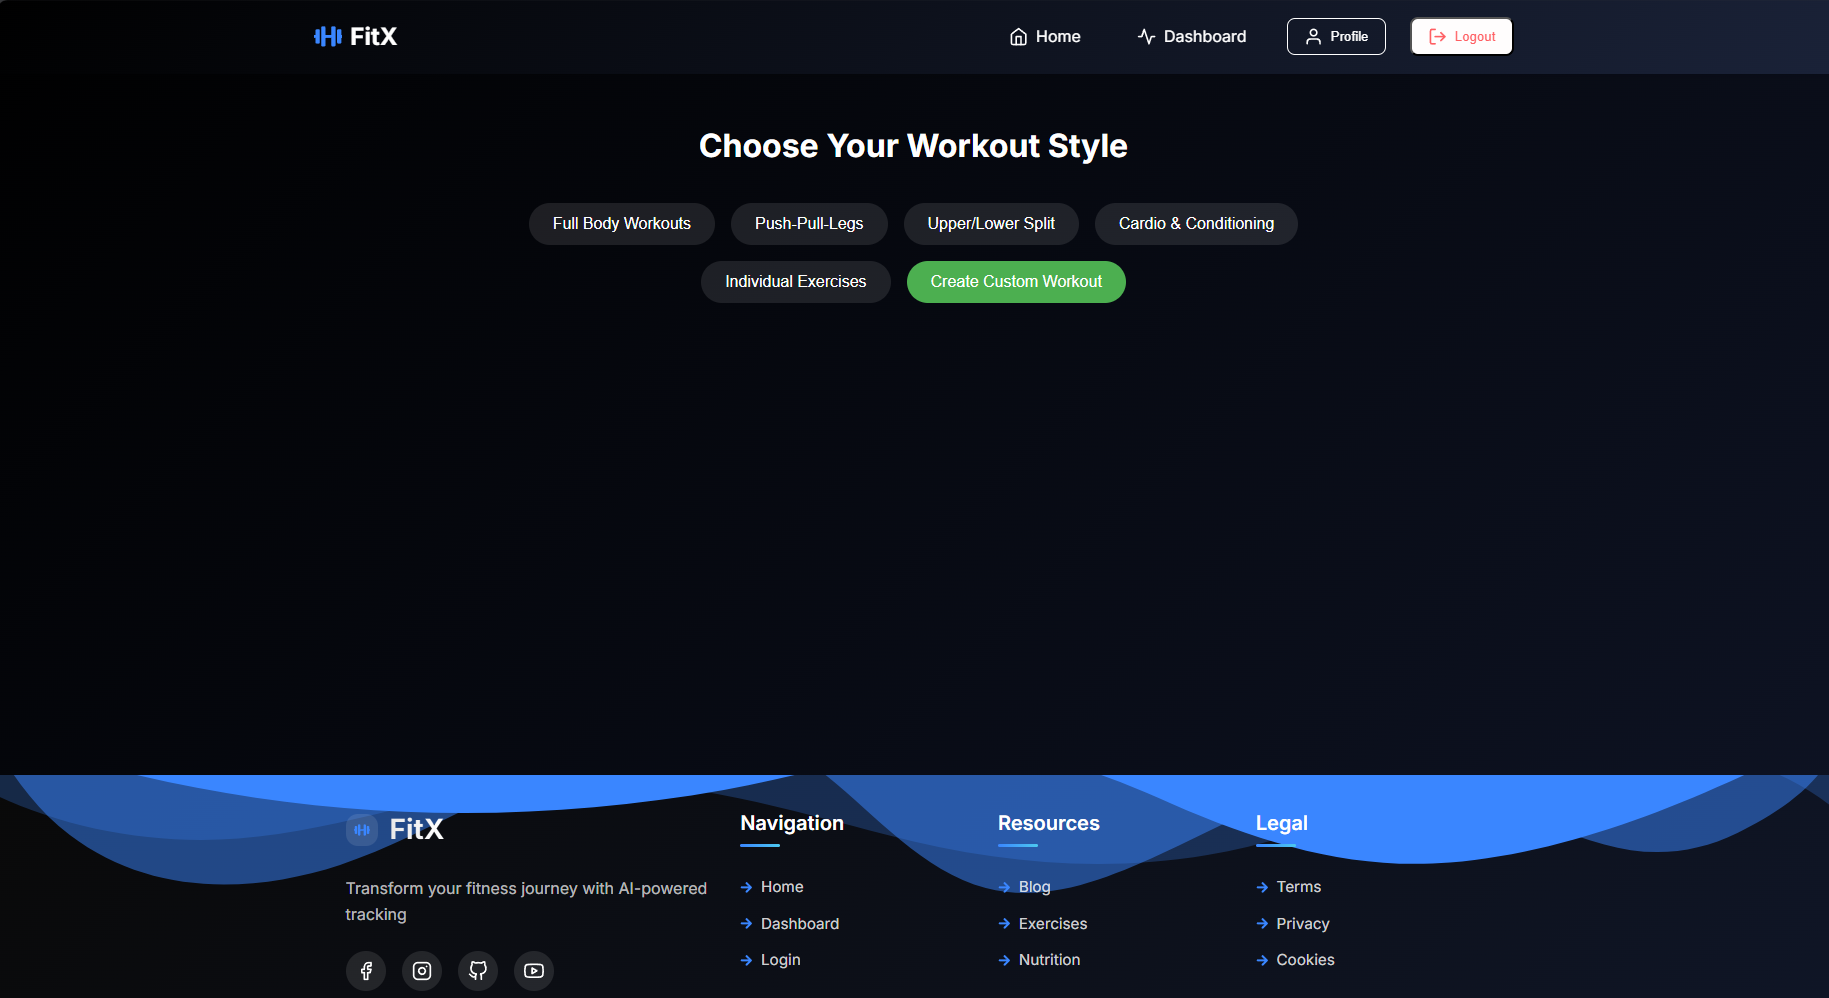 FitX
Home
Dashboard
Profile
Logout
Choose Your Workout Style
Full Body Workouts
Push-Pull-Legs
Upper/Lower Split
Cardio & Conditioning
Individual Exercises
Create Custom Workout
FitX
Transform your fitness journey with AI-powered
tracking
Navigation
Home
Dashboard
Login
Resources
Blog
Exercises
Nutrition
Legal
Terms
Privacy
Cookies